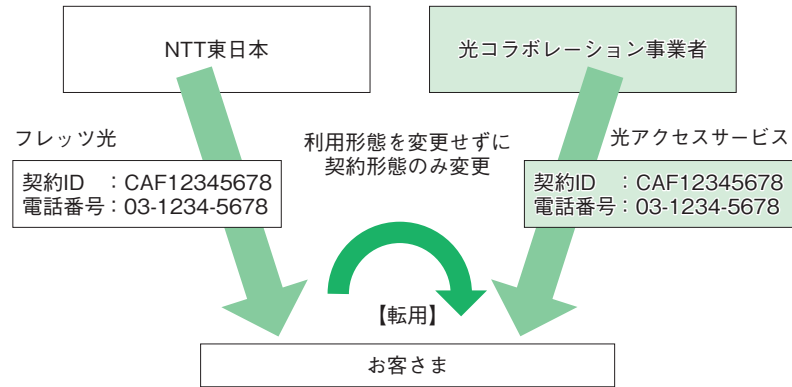 NTT東日本
光コラボレーション事業者
フレッツ光
利用形態を変更せずに
契約形態のみ変更
光アクセスサービス
契約ID ：CAF12345678
電話番号：03-1234-5678
契約ID ：CAF12345678
電話番号：03-1234-5678
【転用】
お客さま